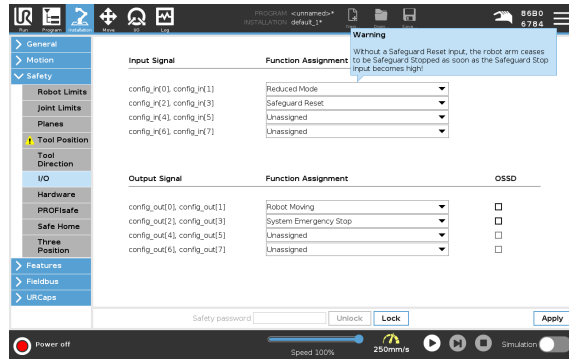 PROGRAM <unnamed>*
INSTALLATION default_1*
86B0
6784
Run Program Installation Move I/O Log
New... Open... Save...
Warning
Without a Safeguard Reset input, the robot arm ceases
to be Safeguard Stopped as soon as the Safeguard Stop
input becomes high!
General
Motion
Safety
Robot Limits
Joint Limits
Planes
Tool Position
Tool
Direction
I/O
Hardware
PROFIsafe
Safe Home
Three
Position
Features
Fieldbus
URCaps
Input Signal Function Assignment
config_in[0], config_in[1] Reduced Mode
config_in[2], config_in[3] Safeguard Reset
config_in[4], config_in[5] Unassigned
config_in[6], config_in[7] Unassigned
Output Signal Function Assignment OSSD
config_out[0], config_out[1] Robot Moving
config_out[2], config_out[3] System Emergency Stop
config_out[4], config_out[5] Unassigned
config_out[6], config_out[7] Unassigned
Safety password Unlock Lock Apply
Power off
Speed 100%
250mm/s
Simulation